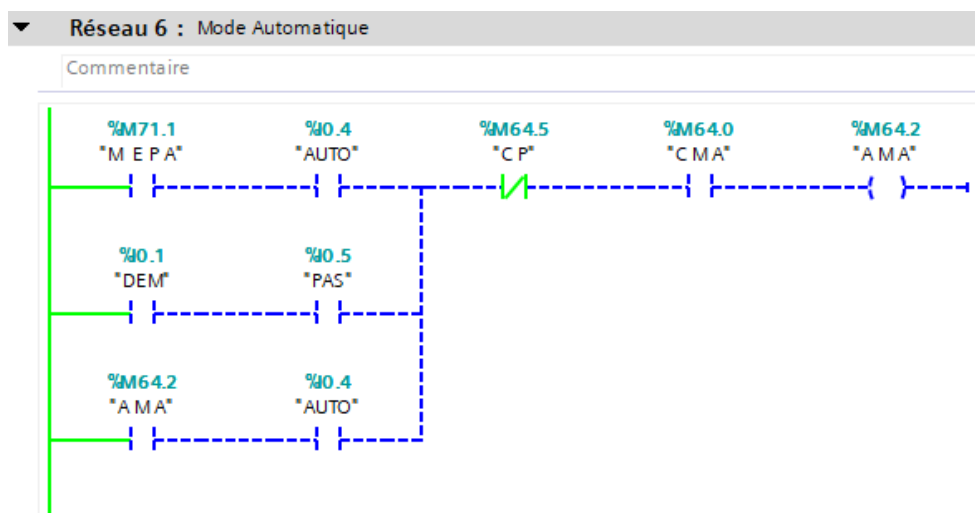 Réseau 6 : Mode Automatique
Commentaire
%M71.1 %I0.4 %M64.5 %M64.0 %M64.2
"M E P A" "AUTO" "C P" "C M A" "A M A"
%I0.1 %I0.5
"DEM" "PAS"
%M64.2 %I0.4
"A M A" "AUTO"